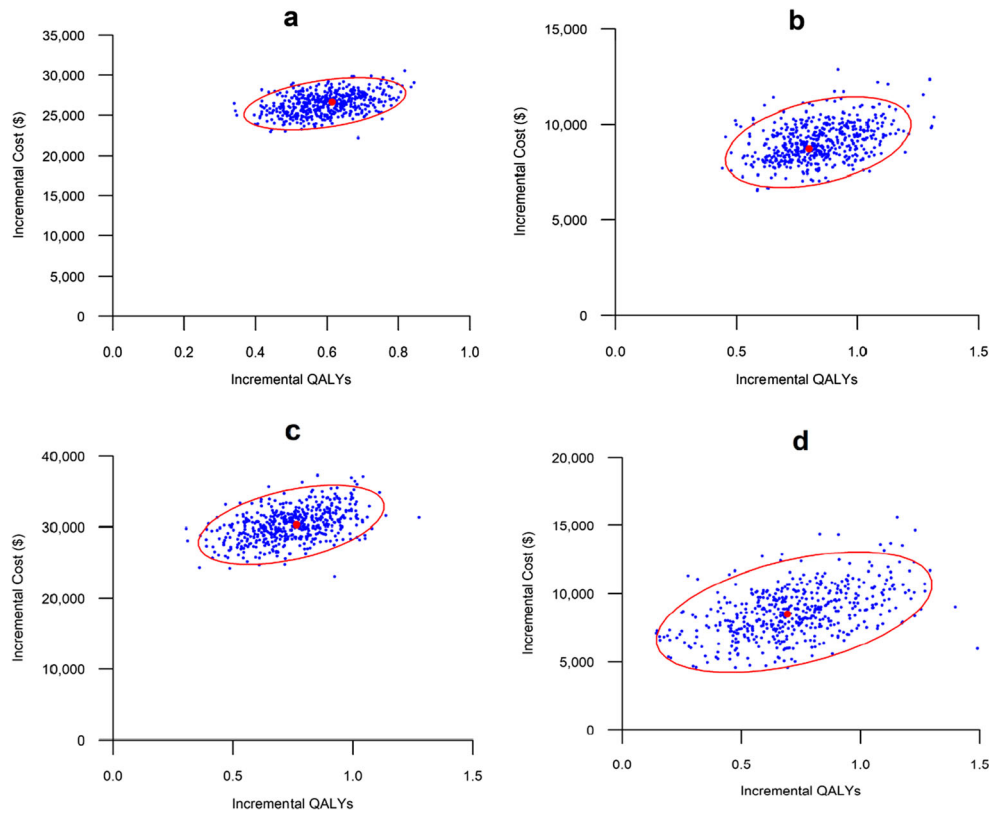 a
35,000
30,000
25,000
20,000
15,000
10,000
5,000
0
Incremental Cost ($)
0.0 0.2 0.4 0.6 0.8 1.0
Incremental QALYs
b
15,000
10,000
5,000
0
Incremental Cost ($)
0.0 0.5 1.0 1.5
Incremental QALYs
c
40,000
30,000
20,000
10,000
0
Incremental Cost ($)
0.0 0.5 1.0 1.5
Incremental QALYs
d
20,000
15,000
10,000
5,000
0
Incremental Cost ($)
0.0 0.5 1.0 1.5
Incremental QALYs